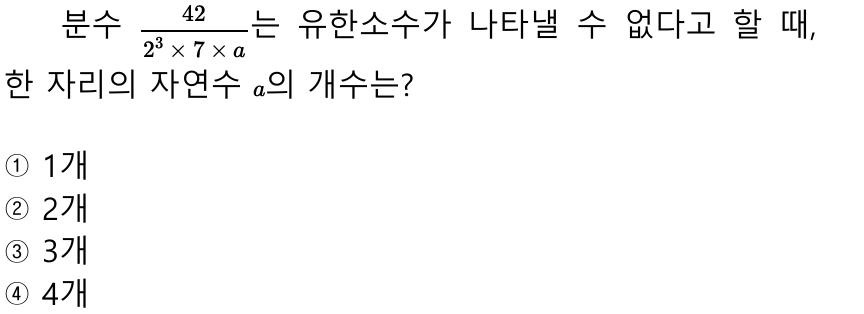 분수 $\frac{42}{2^3 \times 7 \times a}$는 유한소수가 나타낼 수 없다고 할 때,
한 자리의 자연수 $a$의 개수는?
① 1개
② 2개
③ 3개
④ 4개